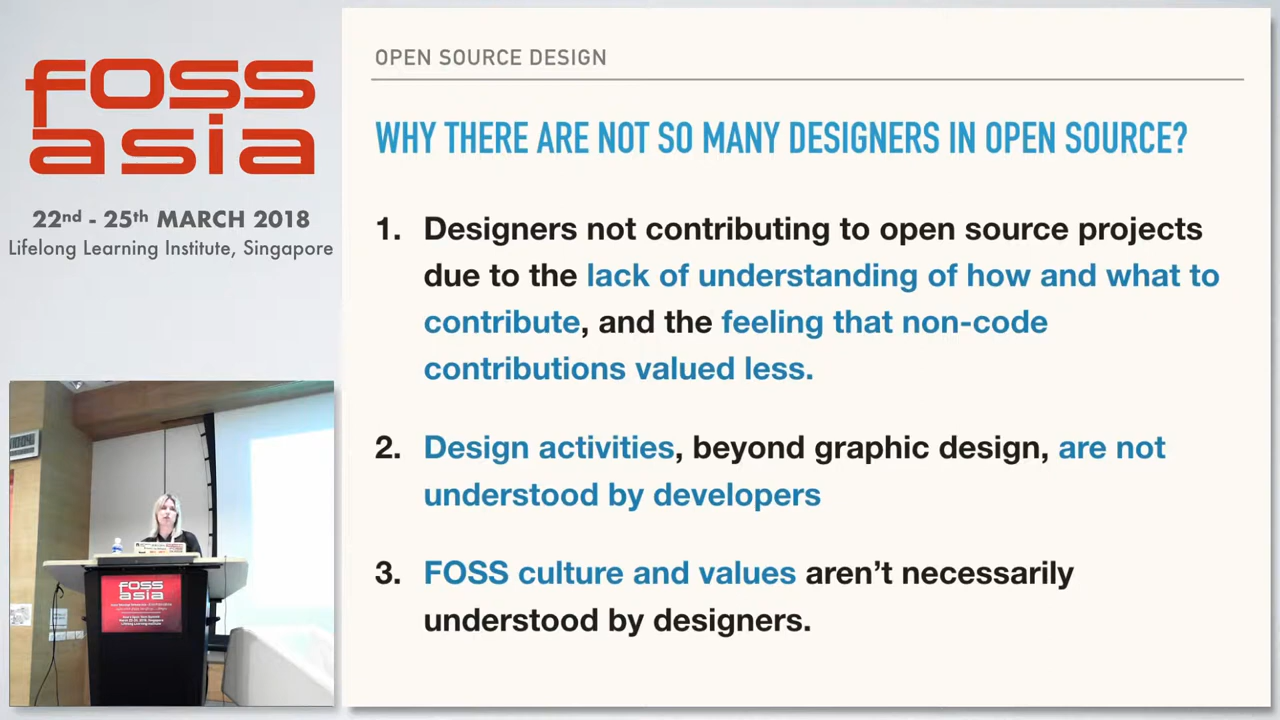 foss
asia
22nd - 25th MARCH 2018
Lifelong Learning Institute, Singapore
OPEN SOURCE DESIGN
WHY THERE ARE NOT SO MANY DESIGNERS IN OPEN SOURCE?
1. Designers not contributing to open source projects
due to the lack of understanding of how and what to
contribute, and the feeling that non-code
contributions valued less.
2. Design activities, beyond graphic design, are not
understood by developers
3. FOSS culture and values aren’t necessarily
understood by designers.
foss
asia